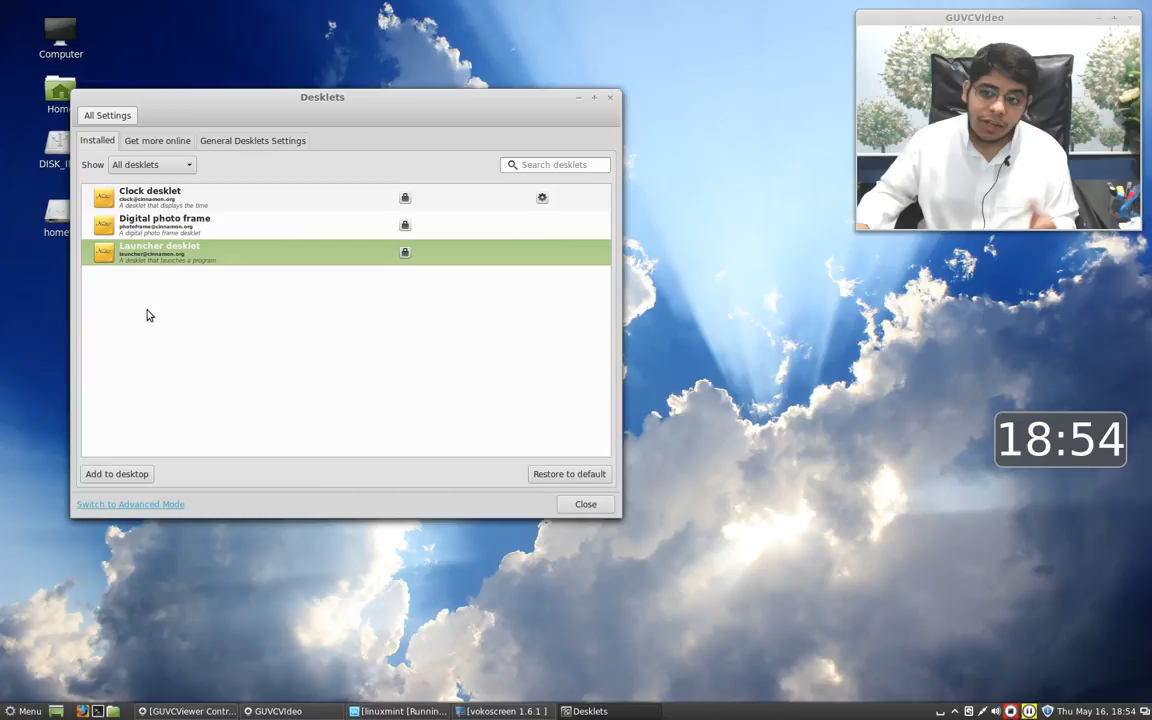 GUVCVIdeo
Computer
Home
DISK_I
home
Desklets
All Settings
Installed
Get more online
General Desklets Settings
Show
All desklets
Search desklets
Clock desklet
clock@cinnamon.org
A desklet that displays the time
Digital photo frame
photoframe@cinnamon.org
A digital photo frame desklet
Launcher desklet
launcher@cinnamon.org
A desklet that launches a program
Add to desktop
Restore to default
Switch to Advanced Mode
Close
18:54
Menu
[GUVCViewer Contr...
GUVCVIdeo
[linuxmint [Runnin...
[vokoscreen 1.6.1 ]
Desklets
Thu May 16, 18:54